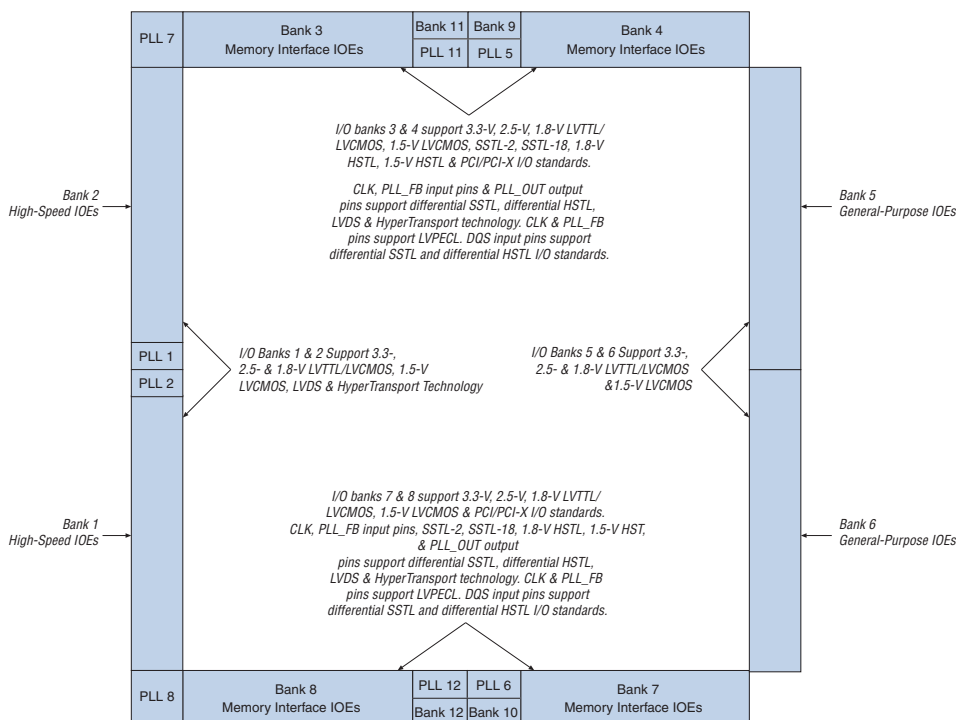 PLL 7
Bank 3
Memory Interface IOEs
Bank 11
Bank 9
PLL 11
PLL 5
Bank 4
Memory Interface IOEs
I/O banks 3 & 4 support 3.3-V, 2.5-V, 1.8-V LVTTL/
LVCMOS, 1.5-V LVCMOS, SSTL-2, SSTL-18, 1.8-V
HSTL, 1.5-V HSTL & PCI/PCI-X I/O standards.
CLK, PLL_FB input pins & PLL_OUT output
pins support differential SSTL, differential HSTL,
LVDS & HyperTransport technology. CLK & PLL_FB
pins support LVPECL. DQS input pins support
differential SSTL and differential HSTL I/O standards.
Bank 2
High-Speed IOEs
Bank 5
General-Purpose IOEs
PLL 1
PLL 2
I/O Banks 1 & 2 Support 3.3-,
2.5- & 1.8-V LVTTL/LVCMOS, 1.5-V
LVCMOS, LVDS & HyperTransport Technology
I/O Banks 5 & 6 Support 3.3-,
2.5- & 1.8-V LVTTL/LVCMOS
&1.5-V LVCMOS
Bank 1
High-Speed IOEs
Bank 6
General-Purpose IOEs
I/O banks 7 & 8 support 3.3-V, 2.5-V, 1.8-V LVTTL/
LVCMOS, 1.5-V LVCMOS & PCI/PCI-X I/O standards.
CLK, PLL_FB input pins, SSTL-2, SSTL-18, 1.8-V HSTL, 1.5-V HST,
& PLL_OUT output
pins support differential SSTL, differential HSTL,
LVDS & HyperTransport technology. CLK & PLL_FB
pins support LVPECL. DQS input pins support
differential SSTL and differential HSTL I/O standards.
PLL 8
Bank 8
Memory Interface IOEs
PLL 12
PLL 6
Bank 12
Bank 10
Bank 7
Memory Interface IOEs